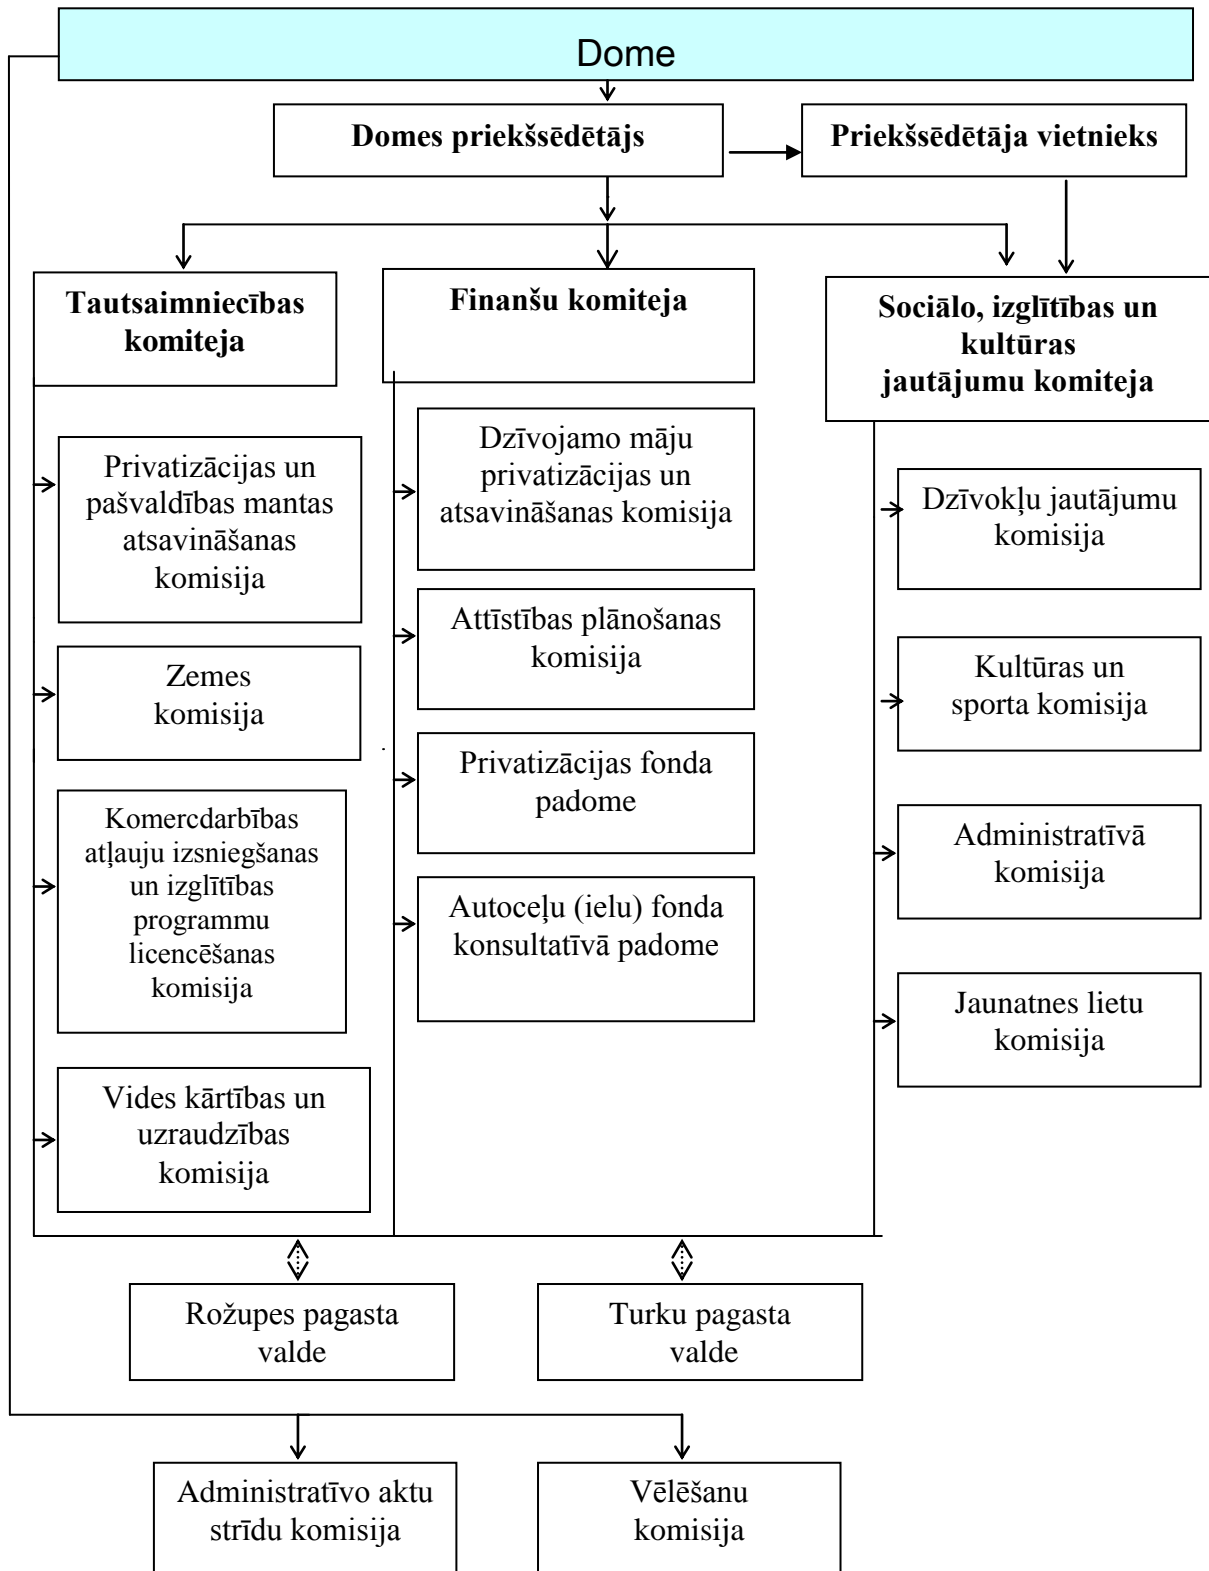 Dome
Domes priekšsēdētājs
Priekšsēdētāja vietnieks
Tautsaimniecības
komiteja
Finanšu komiteja
Sociālo, izglītības un
kultūras
jautājumu komiteja
Privatizācijas un
pašvaldības mantas
atsavināšanas
komisija
Zemes
komisija
Komercdarbības
atļauju izsniegšanas
un izglītības
programmu
licencēšanas
komisija
Vides kārtības un
uzraudzības
komisija
Dzīvojamo māju
privatizācijas un
atsavināšanas komisija
Attīstības plānošanas
komisija
Privatizācijas fonda
padome
Autoceļu (ielu) fonda
konsultatīvā padome
Dzīvokļu jautājumu
komisija
Kultūras un
sporta komisija
Administratīvā
komisija
Jaunatnes lietu
komisija
Rožupes pagasta
valde
Turku pagasta
valde
Administratīvo aktu
strīdu komisija
Vēlēšanu
komisija